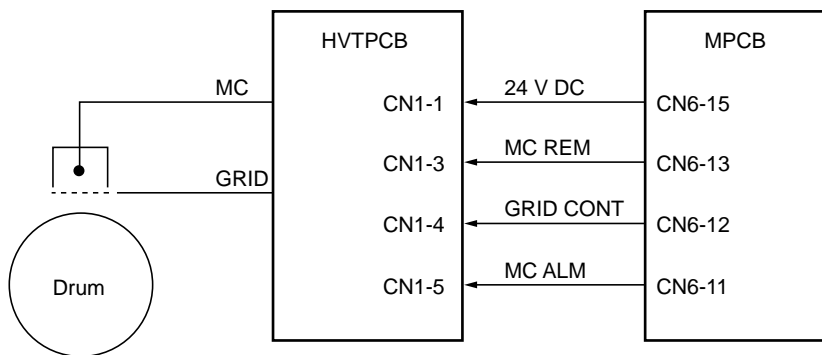 HVTPCB MPCB
MC CN1-1 24 V DC CN6-15
CN1-3 MC REM CN6-13
GRID
CN1-4 GRID CONT CN6-12
Drum CN1-5 MC ALM CN6-11